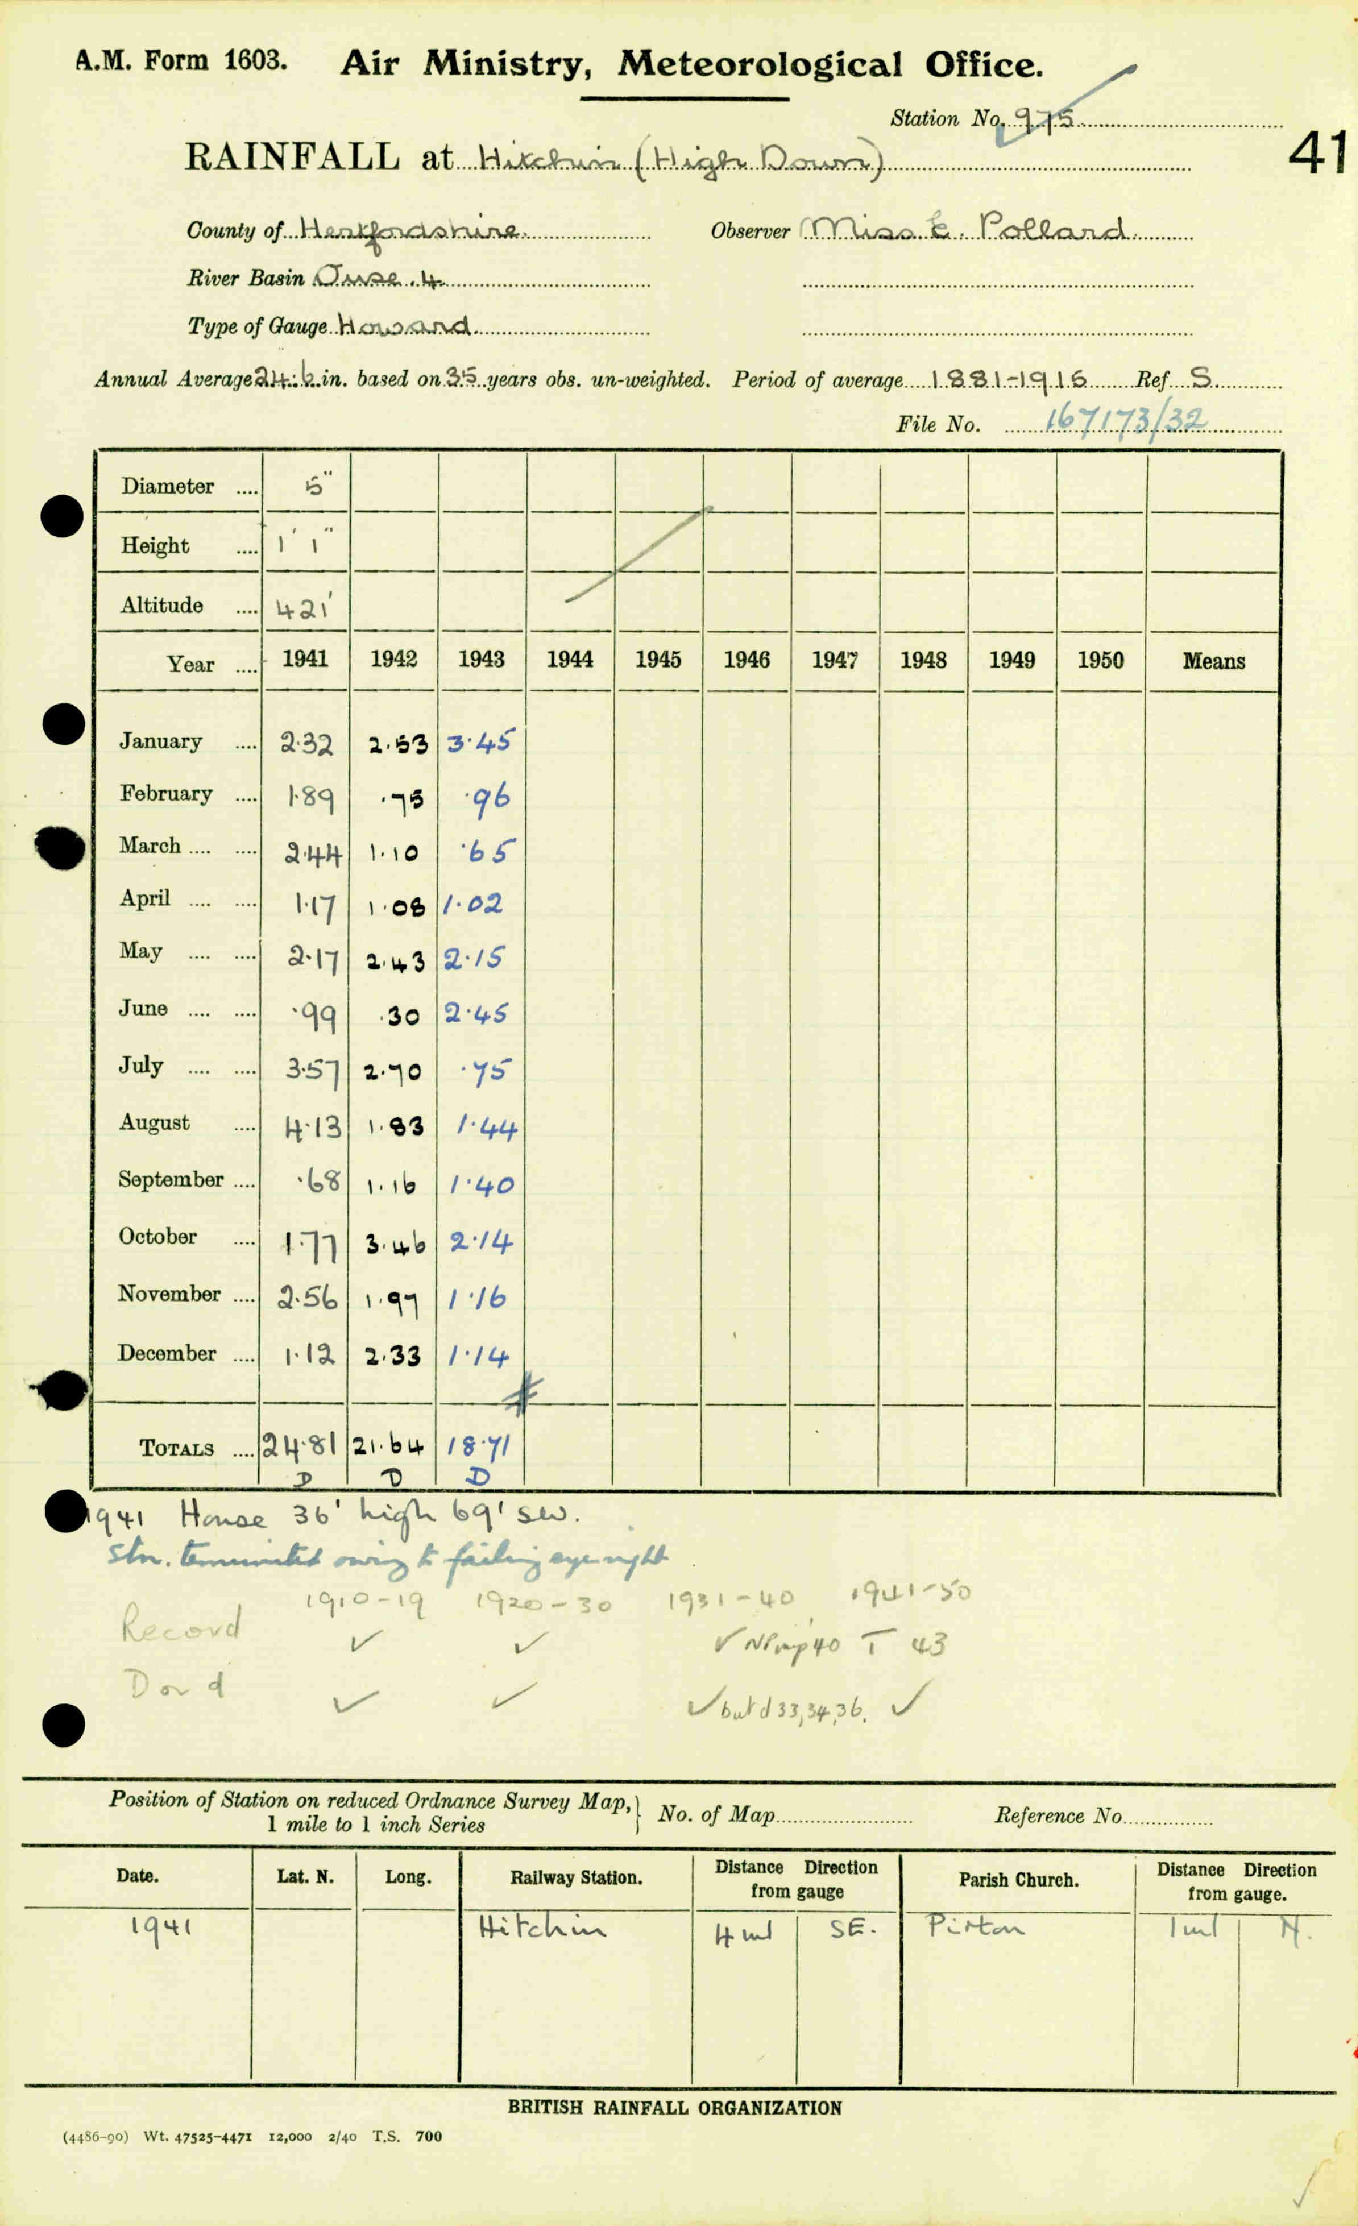 A.M. Form 1603. Air Ministry, Meteorological Office.
Station No. 975
41
RAINFALL at Hitchin (High Down)
County of Hertfordshire. Observer Miss E. Pollard.
River Basin Ouse 4
Type of Gauge Howard
Annual Average 24.6 in. based on 35 years obs. un-weighted. Period of average 1881-1915 Ref S
File No. 167173/32
Diameter .... 5"
Height .... 1' 1"
Altitude .... 421'
Year .... 1941 1942 1943 1944 1945 1946 1947 1948 1949 1950 Means
January .... 2.32 2.53 3.45
February .... 1.89 .75 .96
March .... .... 2.44 1.10 .65
April .... .... 1.17 1.08 1.02
May .... .... 2.17 2.43 2.15
June .... .... .99 .30 2.45
July .... .... 3.57 2.70 .75
August .... 4.13 1.83 1.44
September .... .68 1.16 1.40
October .... 1.77 3.46 2.14
November .... 2.56 1.97 1.16
December .... 1.12 2.33 1.14
TOTALS .... 24.81 21.64 18.71
D D D
1941 House 36' high 69' SW.
Stn. terminated owing to failing eyesight
1910-19 1920-30 1931-40 1941-50
Record ✓ ✓ ✓ 40 T 43
D or d ✓ ✓ ✓ but d 33,34,36. ✓
Position of Station on reduced Ordnance Survey Map,} No. of Map Reference No.
1 mile to 1 inch Series
Date. Lat. N. Long. Railway Station. Distance Direction from gauge Parish Church. Distance Direction from gauge.
1941 Hitchin 4 ml SE. Pirton 1 ml N.
BRITISH RAINFALL ORGANIZATION
(4486-90) Wt. 47525-4471 12,000 2/40 T.S. 700